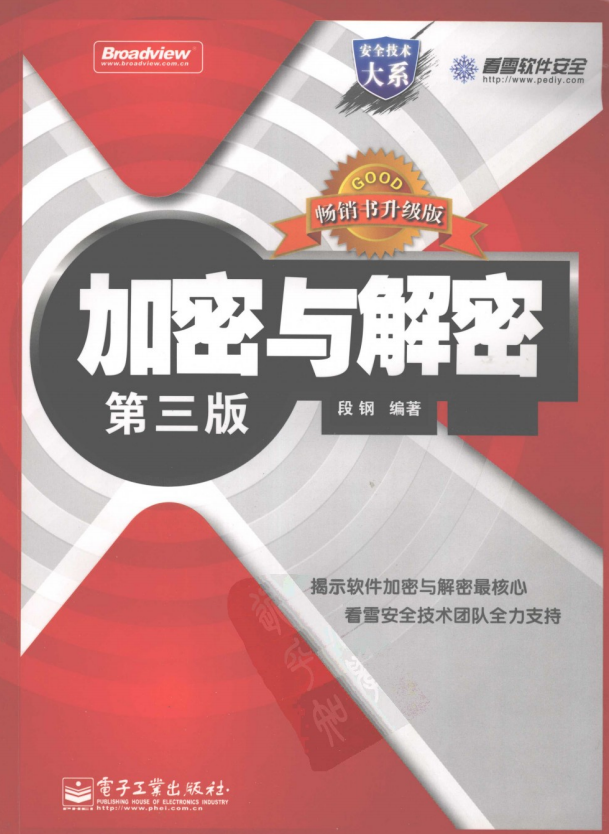 Broadview®
www.broadview.com.cn
安全技术
大系
看雪软件安全
http://www.pediy.com
GOOD
畅销书升级版
加密与解密
第三版
段钢 编著
揭示软件加密与解密最核心
看雪安全技术团队全力支持
電子工業出版社·
PUBLISHING HOUSE OF ELECTRONICS INDUSTRY
http://www.phei.com.cn